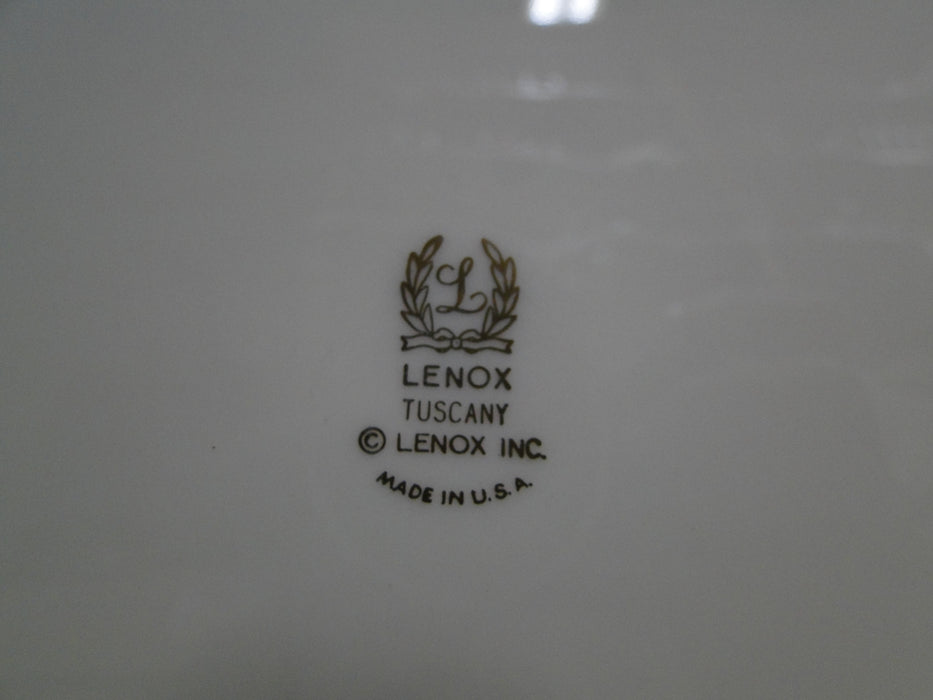 L
LENOX
TUSCANY
© LENOX INC.
MADE IN U.S.A.